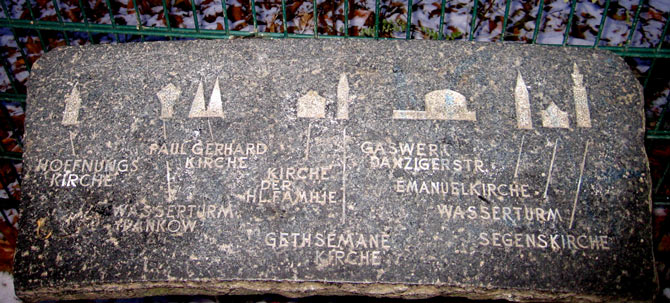 HOFFNUNGS
KIRCHE
PAUL GERHARD
KIRCHE
WASSERTURM
PANKOW
KIRCHE
DER
HL.FAMILIE
GETHSEMANE
KIRCHE
GASWERK
DANZIGERSTR.
EMANUELKIRCHE
WASSERTURM
SEGENSKIRCHE